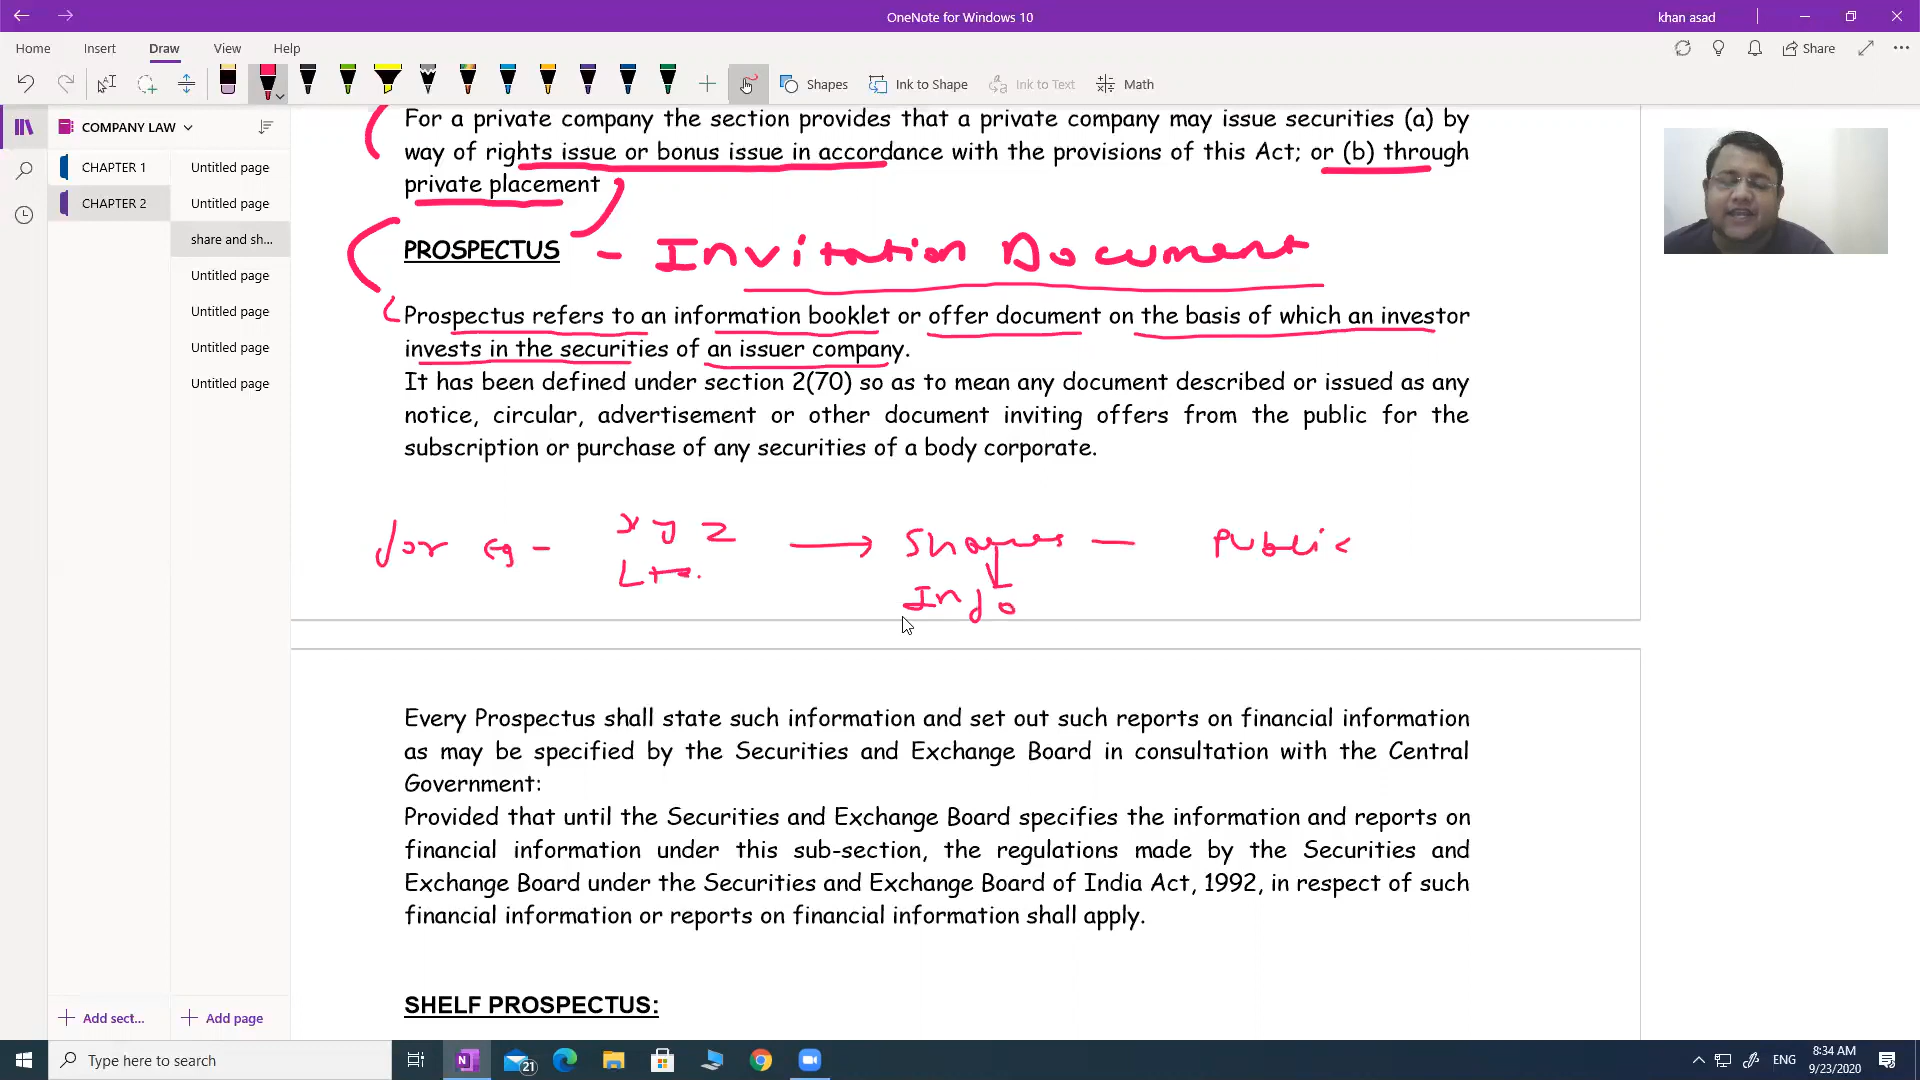 OneNote for Windows 10
khan asad
Home Insert Draw View Help
Share
Shapes Ink to Shape Ink to Text Math
COMPANY LAW
CHAPTER 1
CHAPTER 2
Untitled page
Untitled page
share and sh...
Untitled page
Untitled page
Untitled page
Untitled page
For a private company the section provides that a private company may issue securities (a) by
way of rights issue or bonus issue in accordance with the provisions of this Act; or (b) through
private placement
PROSPECTUS - Invitation Document
Prospectus refers to an information booklet or offer document on the basis of which an investor
invests in the securities of an issuer company.
It has been defined under section 2(70) so as to mean any document described or issued as any
notice, circular, advertisement or other document inviting offers from the public for the
subscription or purchase of any securities of a body corporate.
for eg - xyz → Shares — Public
Ltd.
Info
Every Prospectus shall state such information and set out such reports on financial information
as may be specified by the Securities and Exchange Board in consultation with the Central
Government:
Provided that until the Securities and Exchange Board specifies the information and reports on
financial information under this sub-section, the regulations made by the Securities and
Exchange Board under the Securities and Exchange Board of India Act, 1992, in respect of such
financial information or reports on financial information shall apply.
SHELF PROSPECTUS:
Add sect... Add page
Type here to search
21
ENG
8:34 AM
9/23/2020